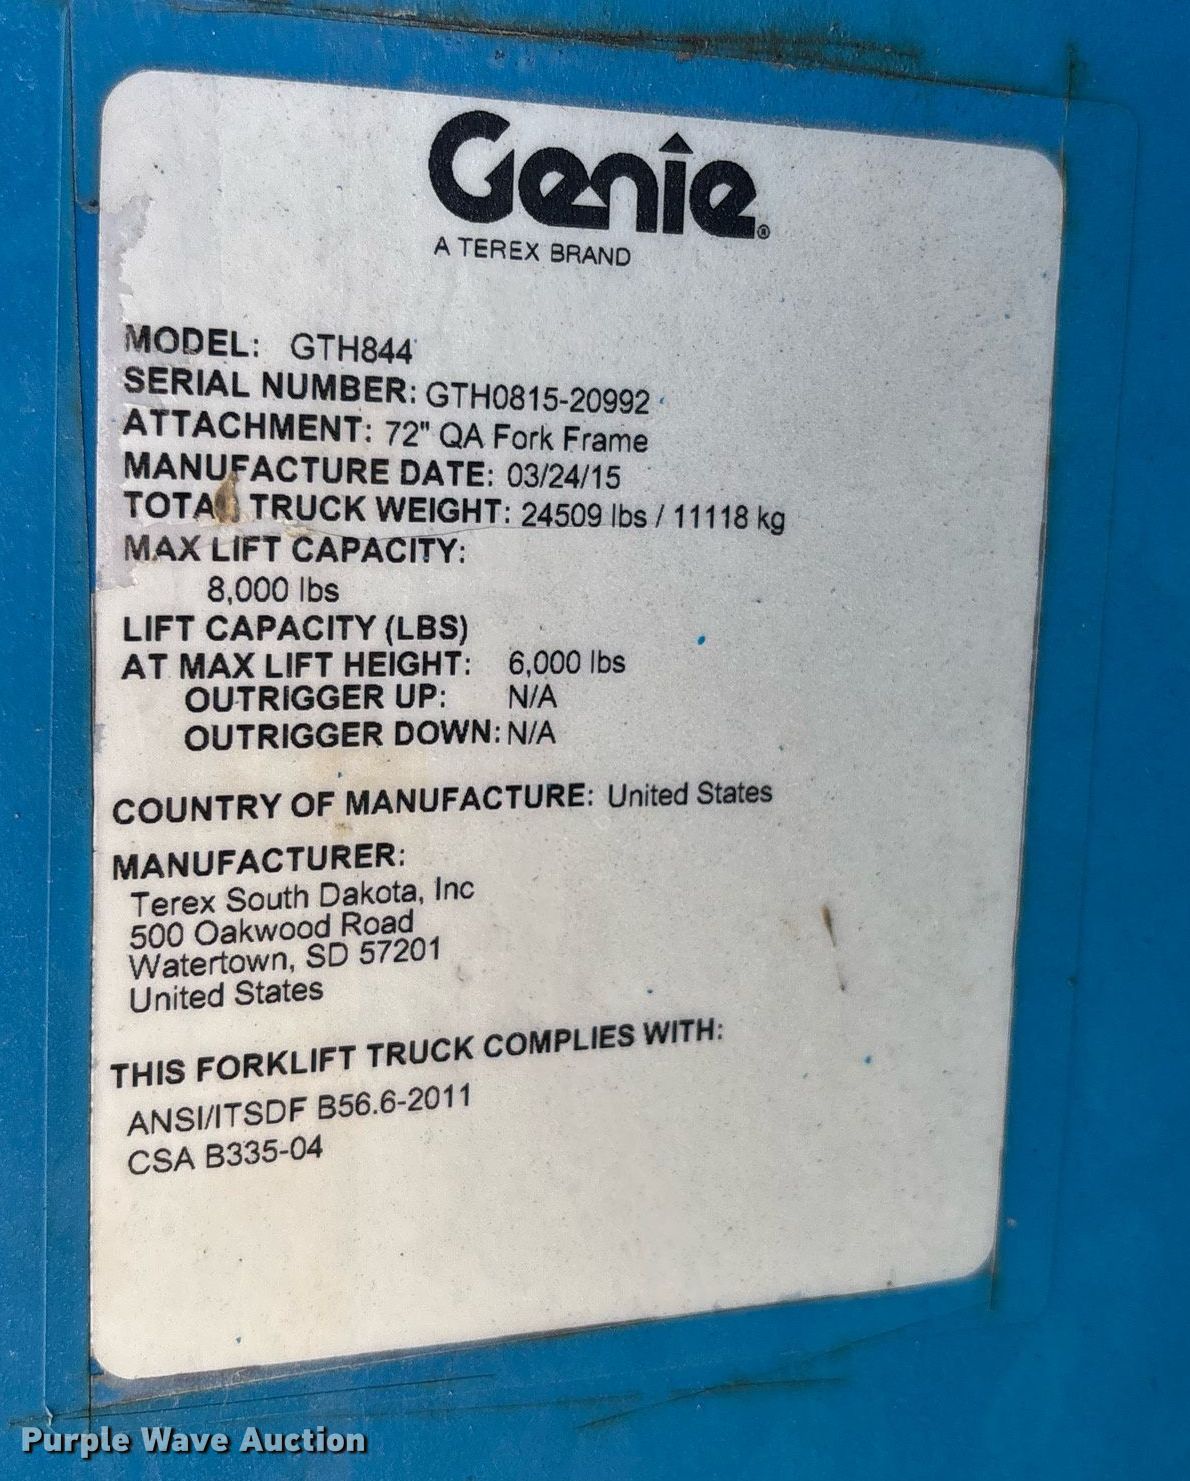 Genie®
A TEREX BRAND
MODEL: GTH844
SERIAL NUMBER: GTH0815-20992
ATTACHMENT: 72" QA Fork Frame
MANUFACTURE DATE: 03/24/15
TOTAL TRUCK WEIGHT: 24509 lbs / 11118 kg
MAX LIFT CAPACITY:
8,000 lbs
LIFT CAPACITY (LBS)
AT MAX LIFT HEIGHT: 6,000 lbs
OUTRIGGER UP: N/A
OUTRIGGER DOWN: N/A
COUNTRY OF MANUFACTURE: United States
MANUFACTURER:
Terex South Dakota, Inc
500 Oakwood Road
Watertown, SD 57201
United States
THIS FORKLIFT TRUCK COMPLIES WITH:
ANSI/ITSDF B56.6-2011
CSA B335-04
Purple Wave Auction